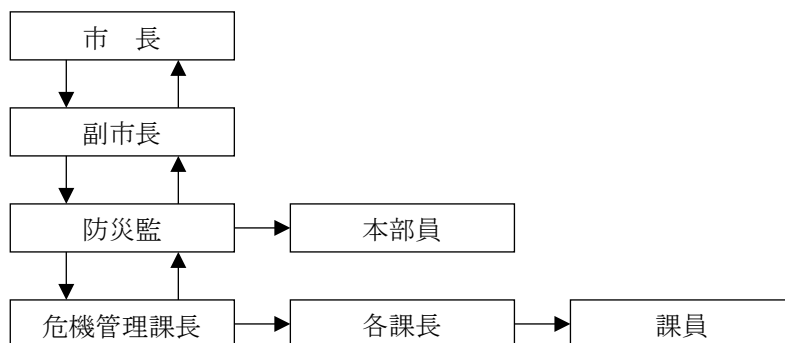 市　長
副市長
防災監
本部員
危機管理課長
各課長
課員